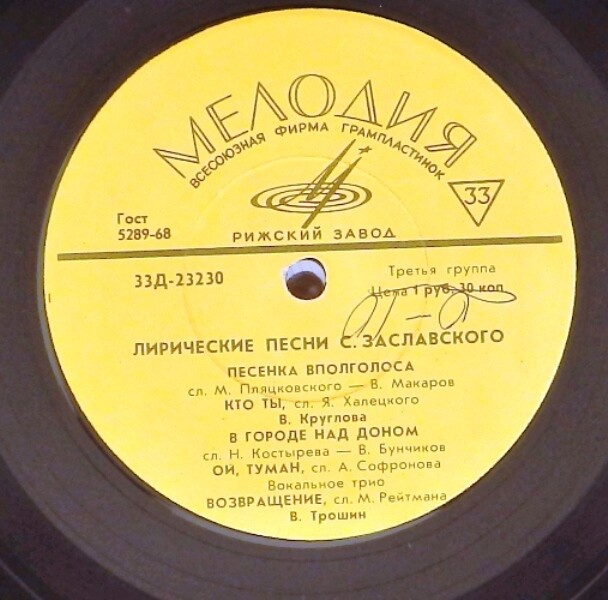 МЕЛОДИЯ
ВСЕСОЮЗНАЯ ФИРМА ГРАМПЛАСТИНОК
33
Гост
5289-68
РИЖСКИЙ ЗАВОД
33Д-23230
Третья группа
Цена 1 руб. 30 коп.
ЛИРИЧЕСКИЕ ПЕСНИ С. ЗАСЛАВСКОГО
ПЕСЕНКА ВПОЛГОЛОСА
сл. М. Пляцковского — В. Макаров
КТО ТЫ, сл. Я. Халецкого
В. Круглова
В ГОРОДЕ НАД ДОНОМ
сл. Н. Костырева — В. Бунчиков
ОЙ, ТУМАН, сл. А. Софронова
Вокальное трио
ВОЗВРАЩЕНИЕ, сл. М. Рейтмана
В. Трошин